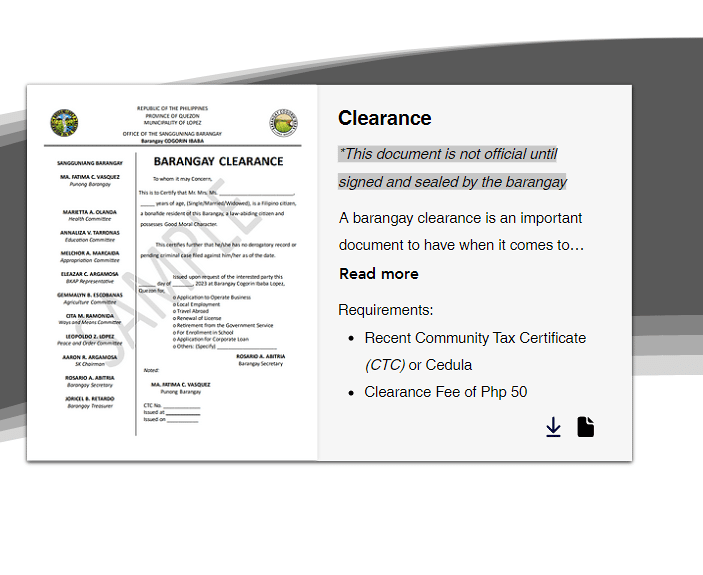 REPUBLIC OF THE PHILIPPINES
PROVINCE OF QUEZON
MUNICIPALITY OF LOPEZ
OFFICE OF THE SANGGUNINAG BARANGAY
Barangay COGORIN IBABA
SANGGUNIANG BARANGAY
MA. FATIMA C. VASQUEZ
Punong Barangay
MARIETTA A. OLANDA
Health Committee
ANNALIZA V. TARRONAS
Education Committee
MELCHOR A. MARCAIDA
Appropriation Committee
ELEAZAR C. ARGAMOSA
BKAP Representative
GEMMALYN B. ESCOBANAS
Agriculture Committee
CITA M. RAMONIDA
Ways and Means Committee
LEOPOLDO Z. LOPEZ
Peace and Order Committee
AARON R. ARGAMOSA
SK Chairman
ROSARIO A. ABITRIA
Barangay Secretary
JORICEL B. RETARDO
Barangay Treasurer
BARANGAY CLEARANCE
To whom it may Concern,
This is to Certify that Mr. Mrs. Ms. ____________________,
_____ years of age, (Single/Married/Widowed), is a Filipino citizen,
a bonafide resident of this Barangay, a law-abiding citizen and
possesses Good Moral Character.
This certifies further that he/she has no derogatory record or
pending criminal case filed against him/her as of the date.
Issued upon request of the interested party this
_____ day of ______, 2023 at Barangay Cogorin Ibaba Lopez,
Quezon for:
o Application to Operate Business
o Local Employment
o Travel Abroad
o Renewal of License
o Retirement from the Government Service
o For Enrollment in School
o Application for Corporate Loan
o Others: (Specify) ____________________
ROSARIO A. ABITRIA
Barangay Secretary
Noted:
MA. FATIMA C. VASQUEZ
Punong Barangay
CTC No. __________
Issued at __________
Issued on __________
SAMPLE
Clearance
*This document is not official until
signed and sealed by the barangay
A barangay clearance is an important
document to have when it comes to…
Read more
Requirements:
• Recent Community Tax Certificate
(CTC) or Cedula
• Clearance Fee of Php 50